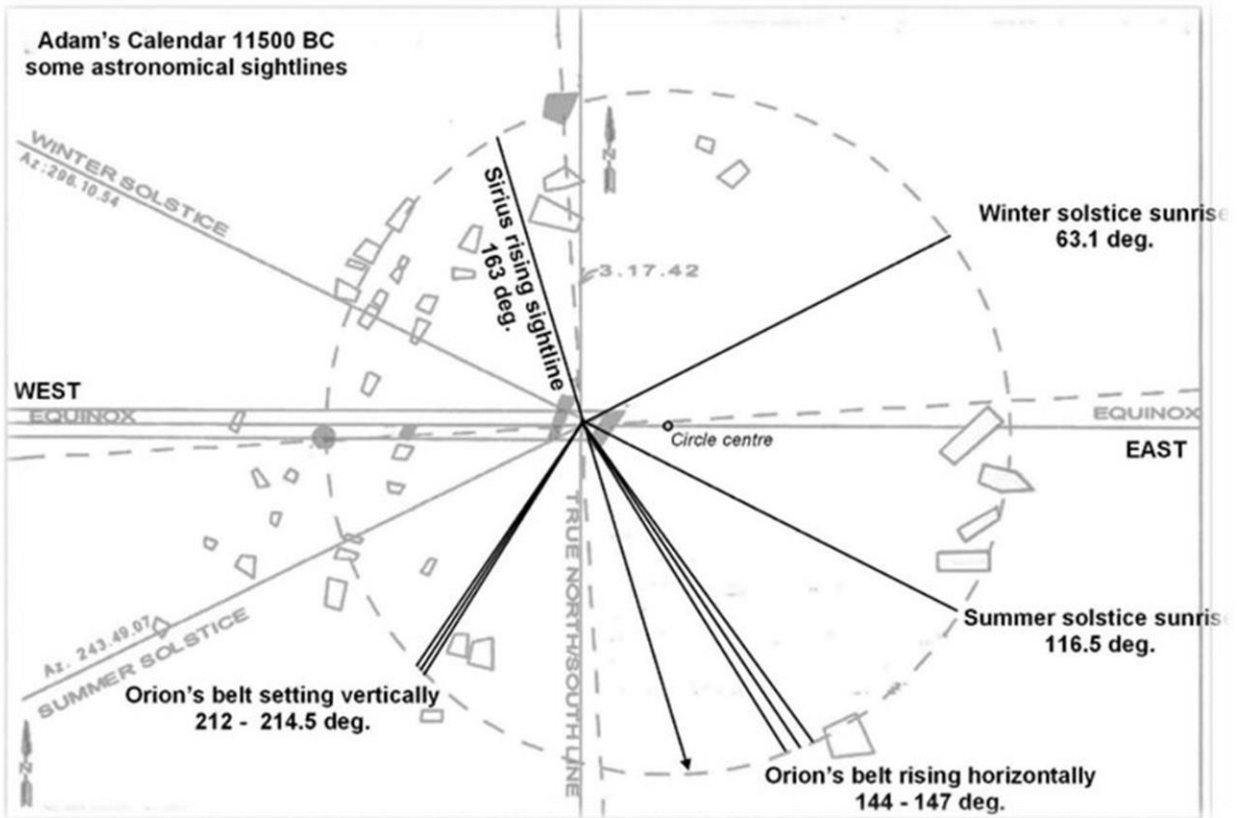 Adam's Calendar 11500 BC
some astronomical sightlines
WINTER SOLSTICE
Az:296.10.54
N
Sirius rising sightline
163 deg.
3.17.42
Winter solstice sunrise
63.1 deg.
WEST
EQUINOX
EQUINOX
EAST
Circle centre
TRUE NORTH/SOUTH LINE
Az. 243.49.07
SUMMER SOLSTICE
Summer solstice sunrise
116.5 deg.
Orion's belt setting vertically
212 - 214.5 deg.
N
Orion's belt rising horizontally
144 - 147 deg.